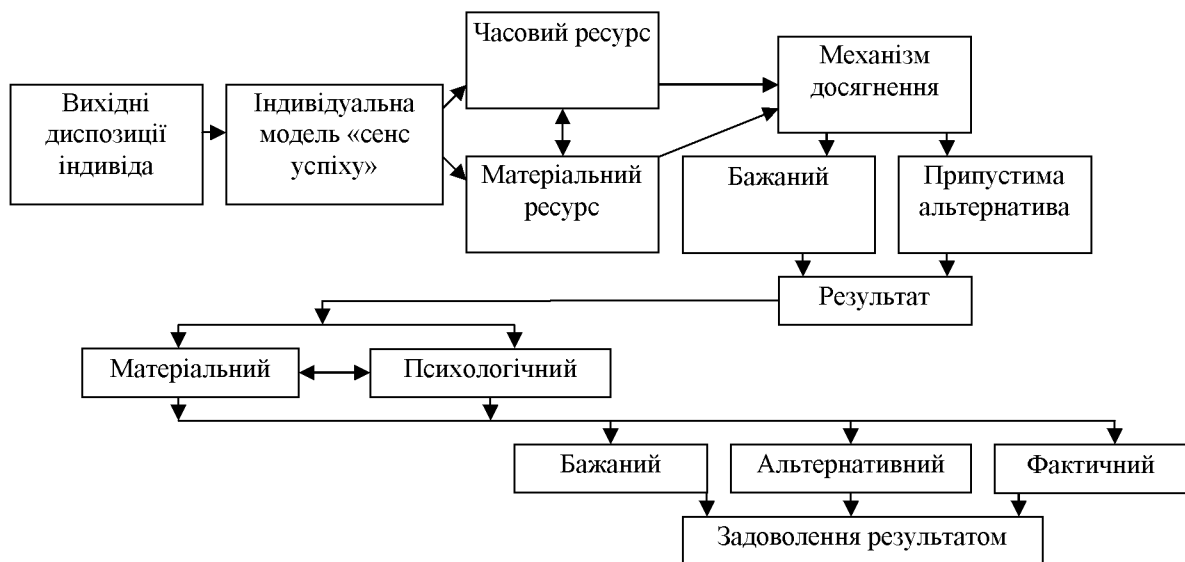 Вихідні
диспозиції
індивіда
Індивідуальна
модель «сенс
успіху»
Часовий ресурс
Матеріальний
ресурс
Механізм
досягнення
Бажаний
Припустима
альтернатива
Результат
Матеріальний
Психологічний
Бажаний
Альтернативний
Фактичний
Задоволення результатом